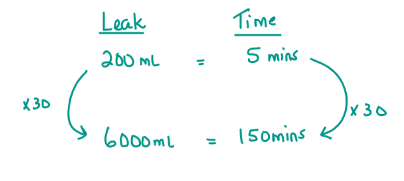 Leak Time
200 mL = 5 mins
x30 x30
6000mL = 150mins